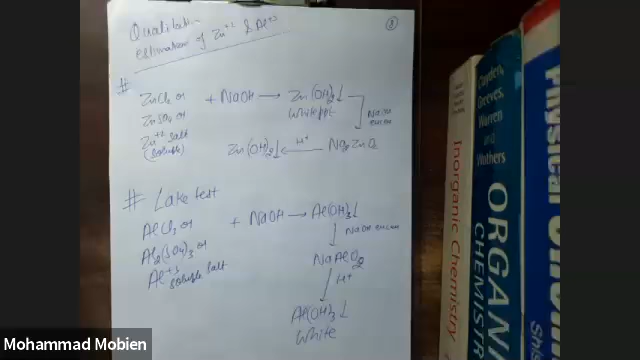 Qualitati-
estimation of Zn+2 & Al+3
8
# ZnCl2 or + NaOH → Zn(OH)2↓
ZnSO4 or White ppt
Zn+2 salt
(soluble)
NaOH
excess
Zn(OH)2↓ ←H+ Na2ZnO2
# Lake test
AlCl3 or + NaOH → Al(OH)3↓
Al2(SO4)3 or
Al+3
soluble salt
↓ NaOH excess
NaAlO2
↓ H+
Al(OH)3↓
White
Inorganic Chemistry
Clayden,
Greeves,
Warren
and
Wothers
ORGANIC
CHEMISTRY
Physical
Mohammad Mobien